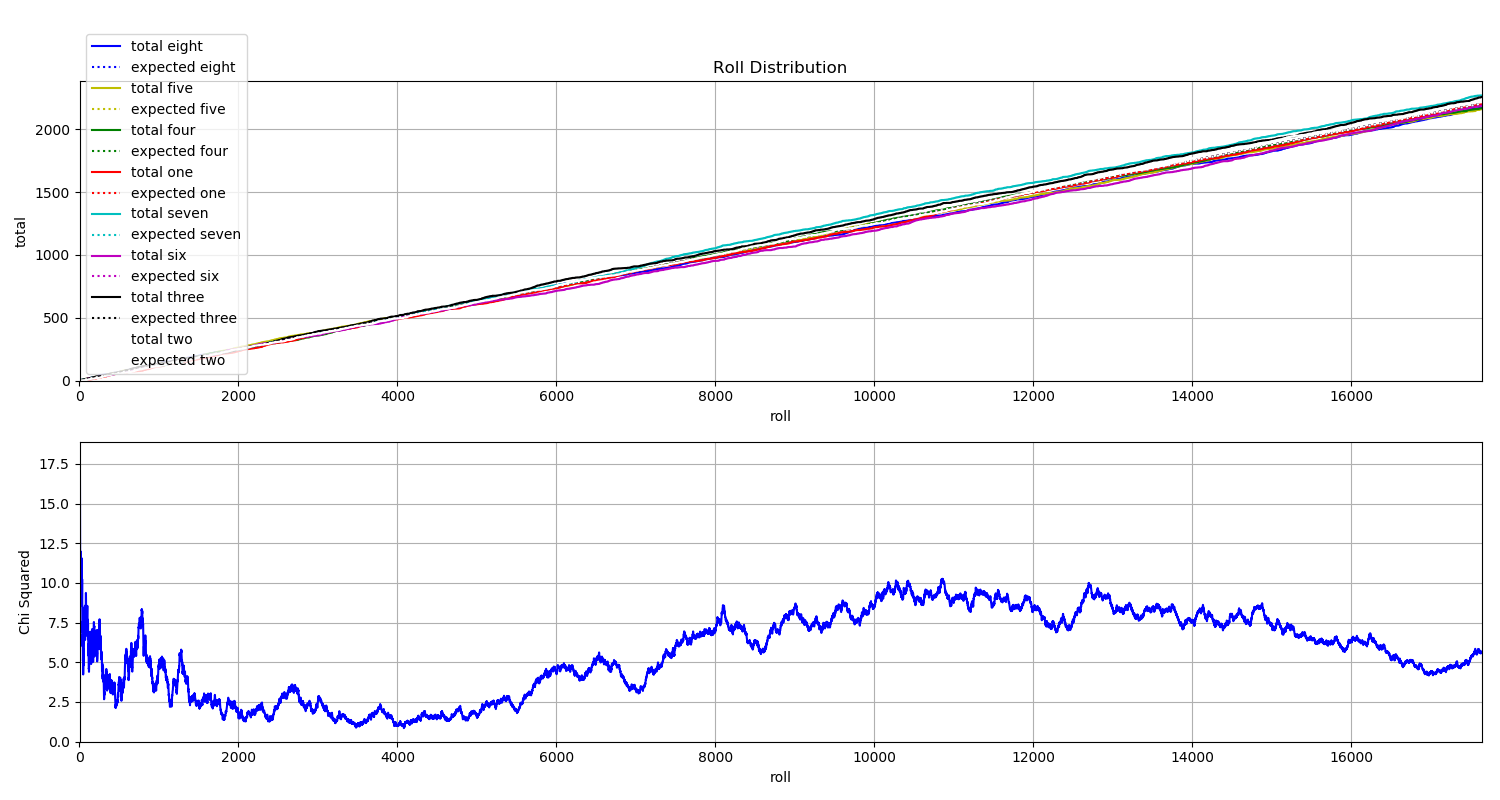 total eight
expected eight
total five
expected five
total four
expected four
total one
expected one
total seven
expected seven
total six
expected six
total three
expected three
total two
expected two
Roll Distribution
total
2000
1500
1000
500
0
0 2000 4000 6000 8000 10000 12000 14000 16000
roll
Chi Squared
17.5
15.0
12.5
10.0
7.5
5.0
2.5
0.0
0 2000 4000 6000 8000 10000 12000 14000 16000
roll